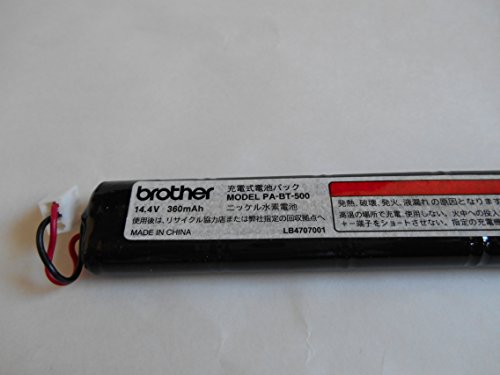 brother 充電式電池パック
MODEL PA-BT-500
14.4V 360mAh ニッケル水素電池
使用後は、リサイクル協力店または弊社指定の回収拠点へ
MADE IN CHINA LB4707001
発熱、破壊、発火、液漏れの原因となります
高温の場所で充電、使用しない。火中への投入
+－端子をショートさせない。指定の充電機